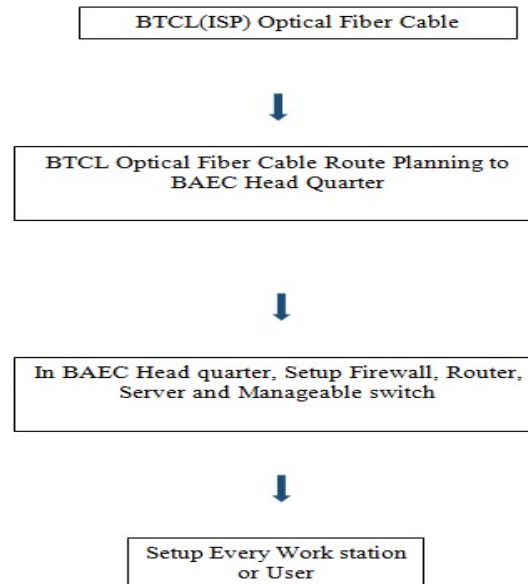 BTCL(ISP) Optical Fiber Cable
BTCL Optical Fiber Cable Route Planning to
BAEC Head Quarter
In BAEC Head quarter, Setup Firewall, Router,
Server and Manageable switch
Setup Every Work station
or User